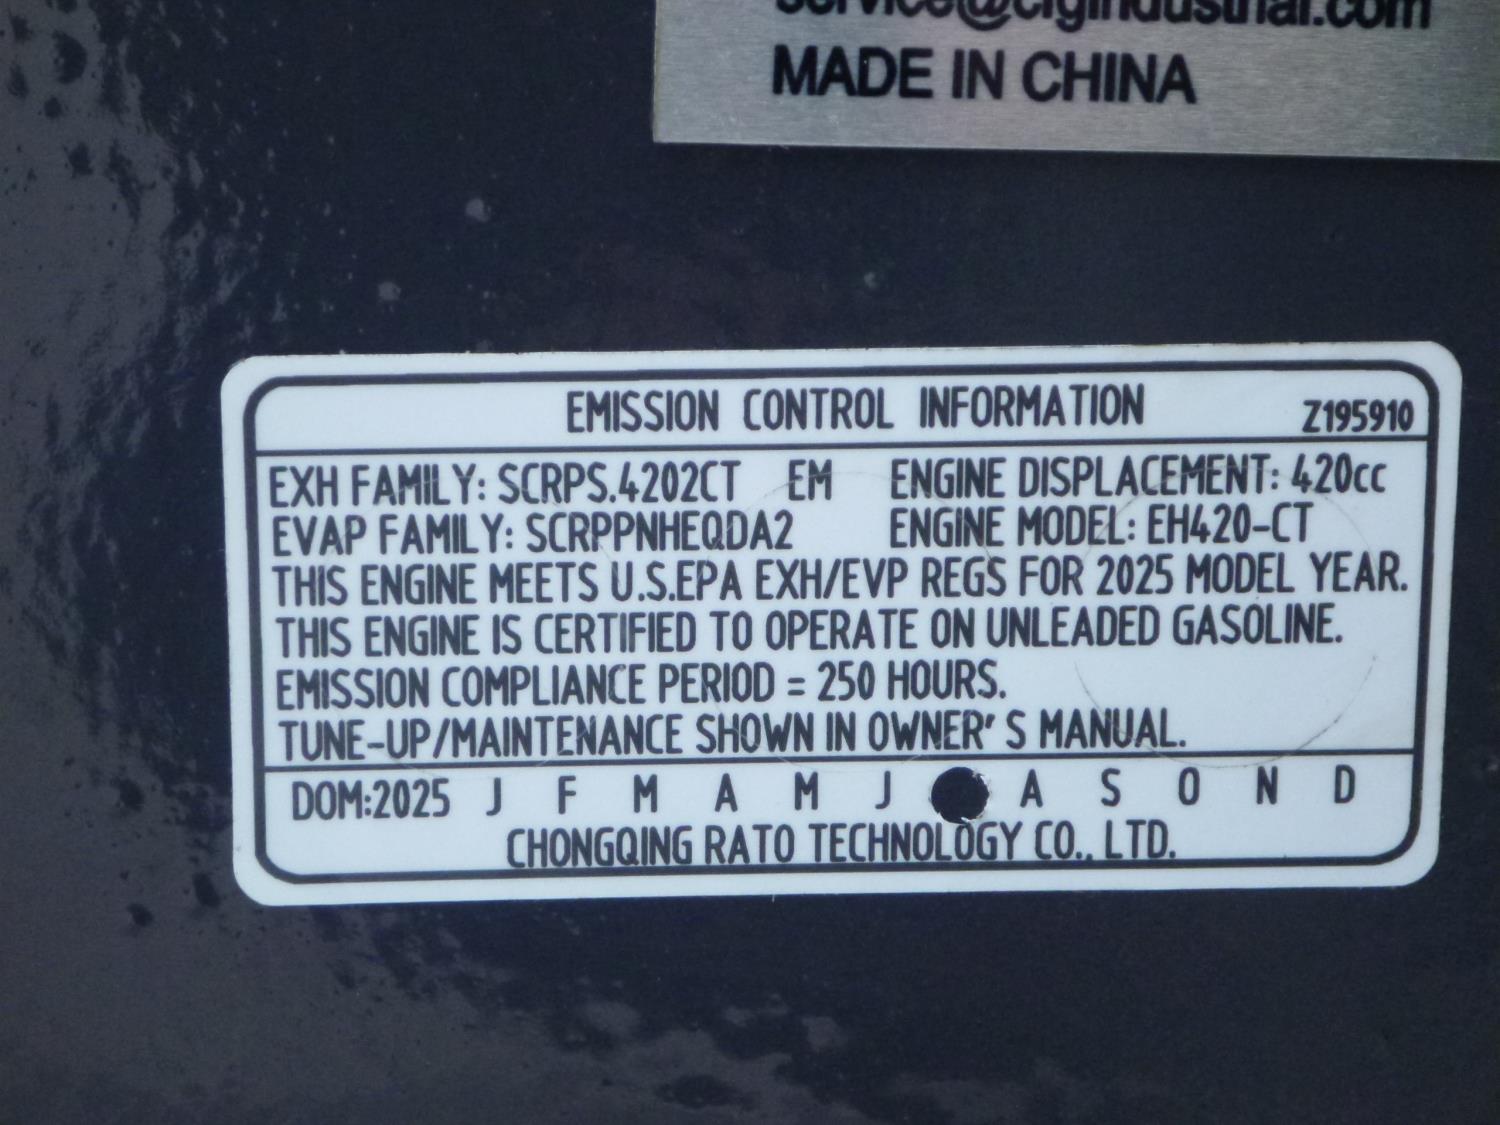 MADE IN CHINA
EMISSION CONTROL INFORMATION Z195910
EXH FAMILY: SCRPS.4202CT EM ENGINE DISPLACEMENT: 420cc
EVAP FAMILY: SCRPPNHEQDA2 ENGINE MODEL: EH420-CT
THIS ENGINE MEETS U.S.EPA EXH/EVP REGS FOR 2025 MODEL YEAR.
THIS ENGINE IS CERTIFIED TO OPERATE ON UNLEADED GASOLINE.
EMISSION COMPLIANCE PERIOD = 250 HOURS.
TUNE-UP/MAINTENANCE SHOWN IN OWNER' S MANUAL.
DOM:2025 J F M A M J A S O N D
CHONGQING RATO TECHNOLOGY CO., LTD.